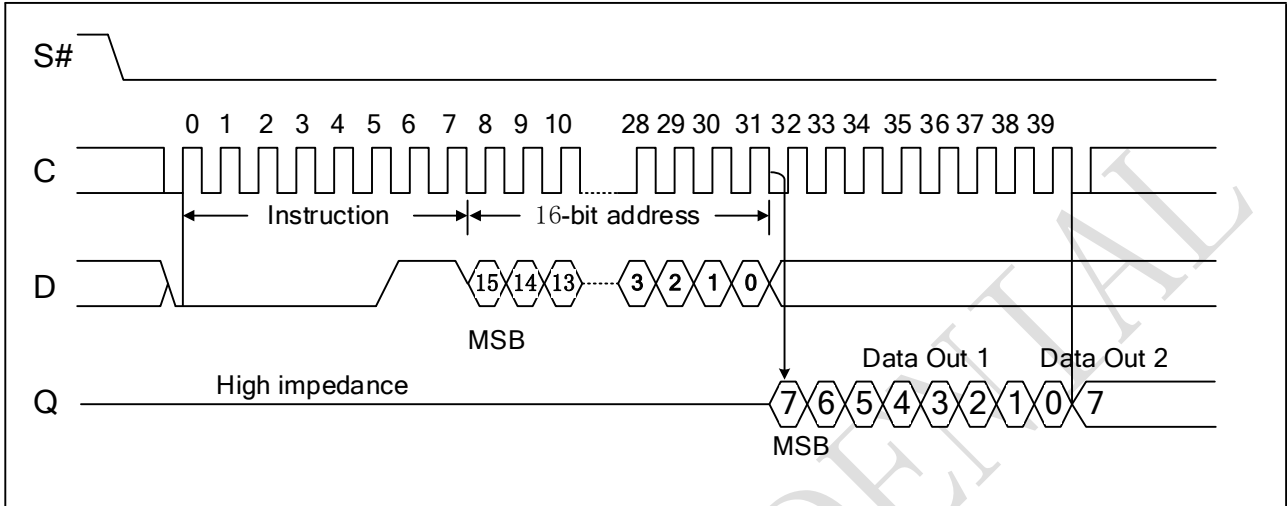 S#
0 1 2 3 4 5 6 7 8 9 10 28 29 30 31 32 33 34 35 36 37 38 39
C
Instruction 16-bit address
D 15 14 13 3 2 1 0
MSB
Data Out 1 Data Out 2
High impedance
Q 7 6 5 4 3 2 1 0 7
MSB